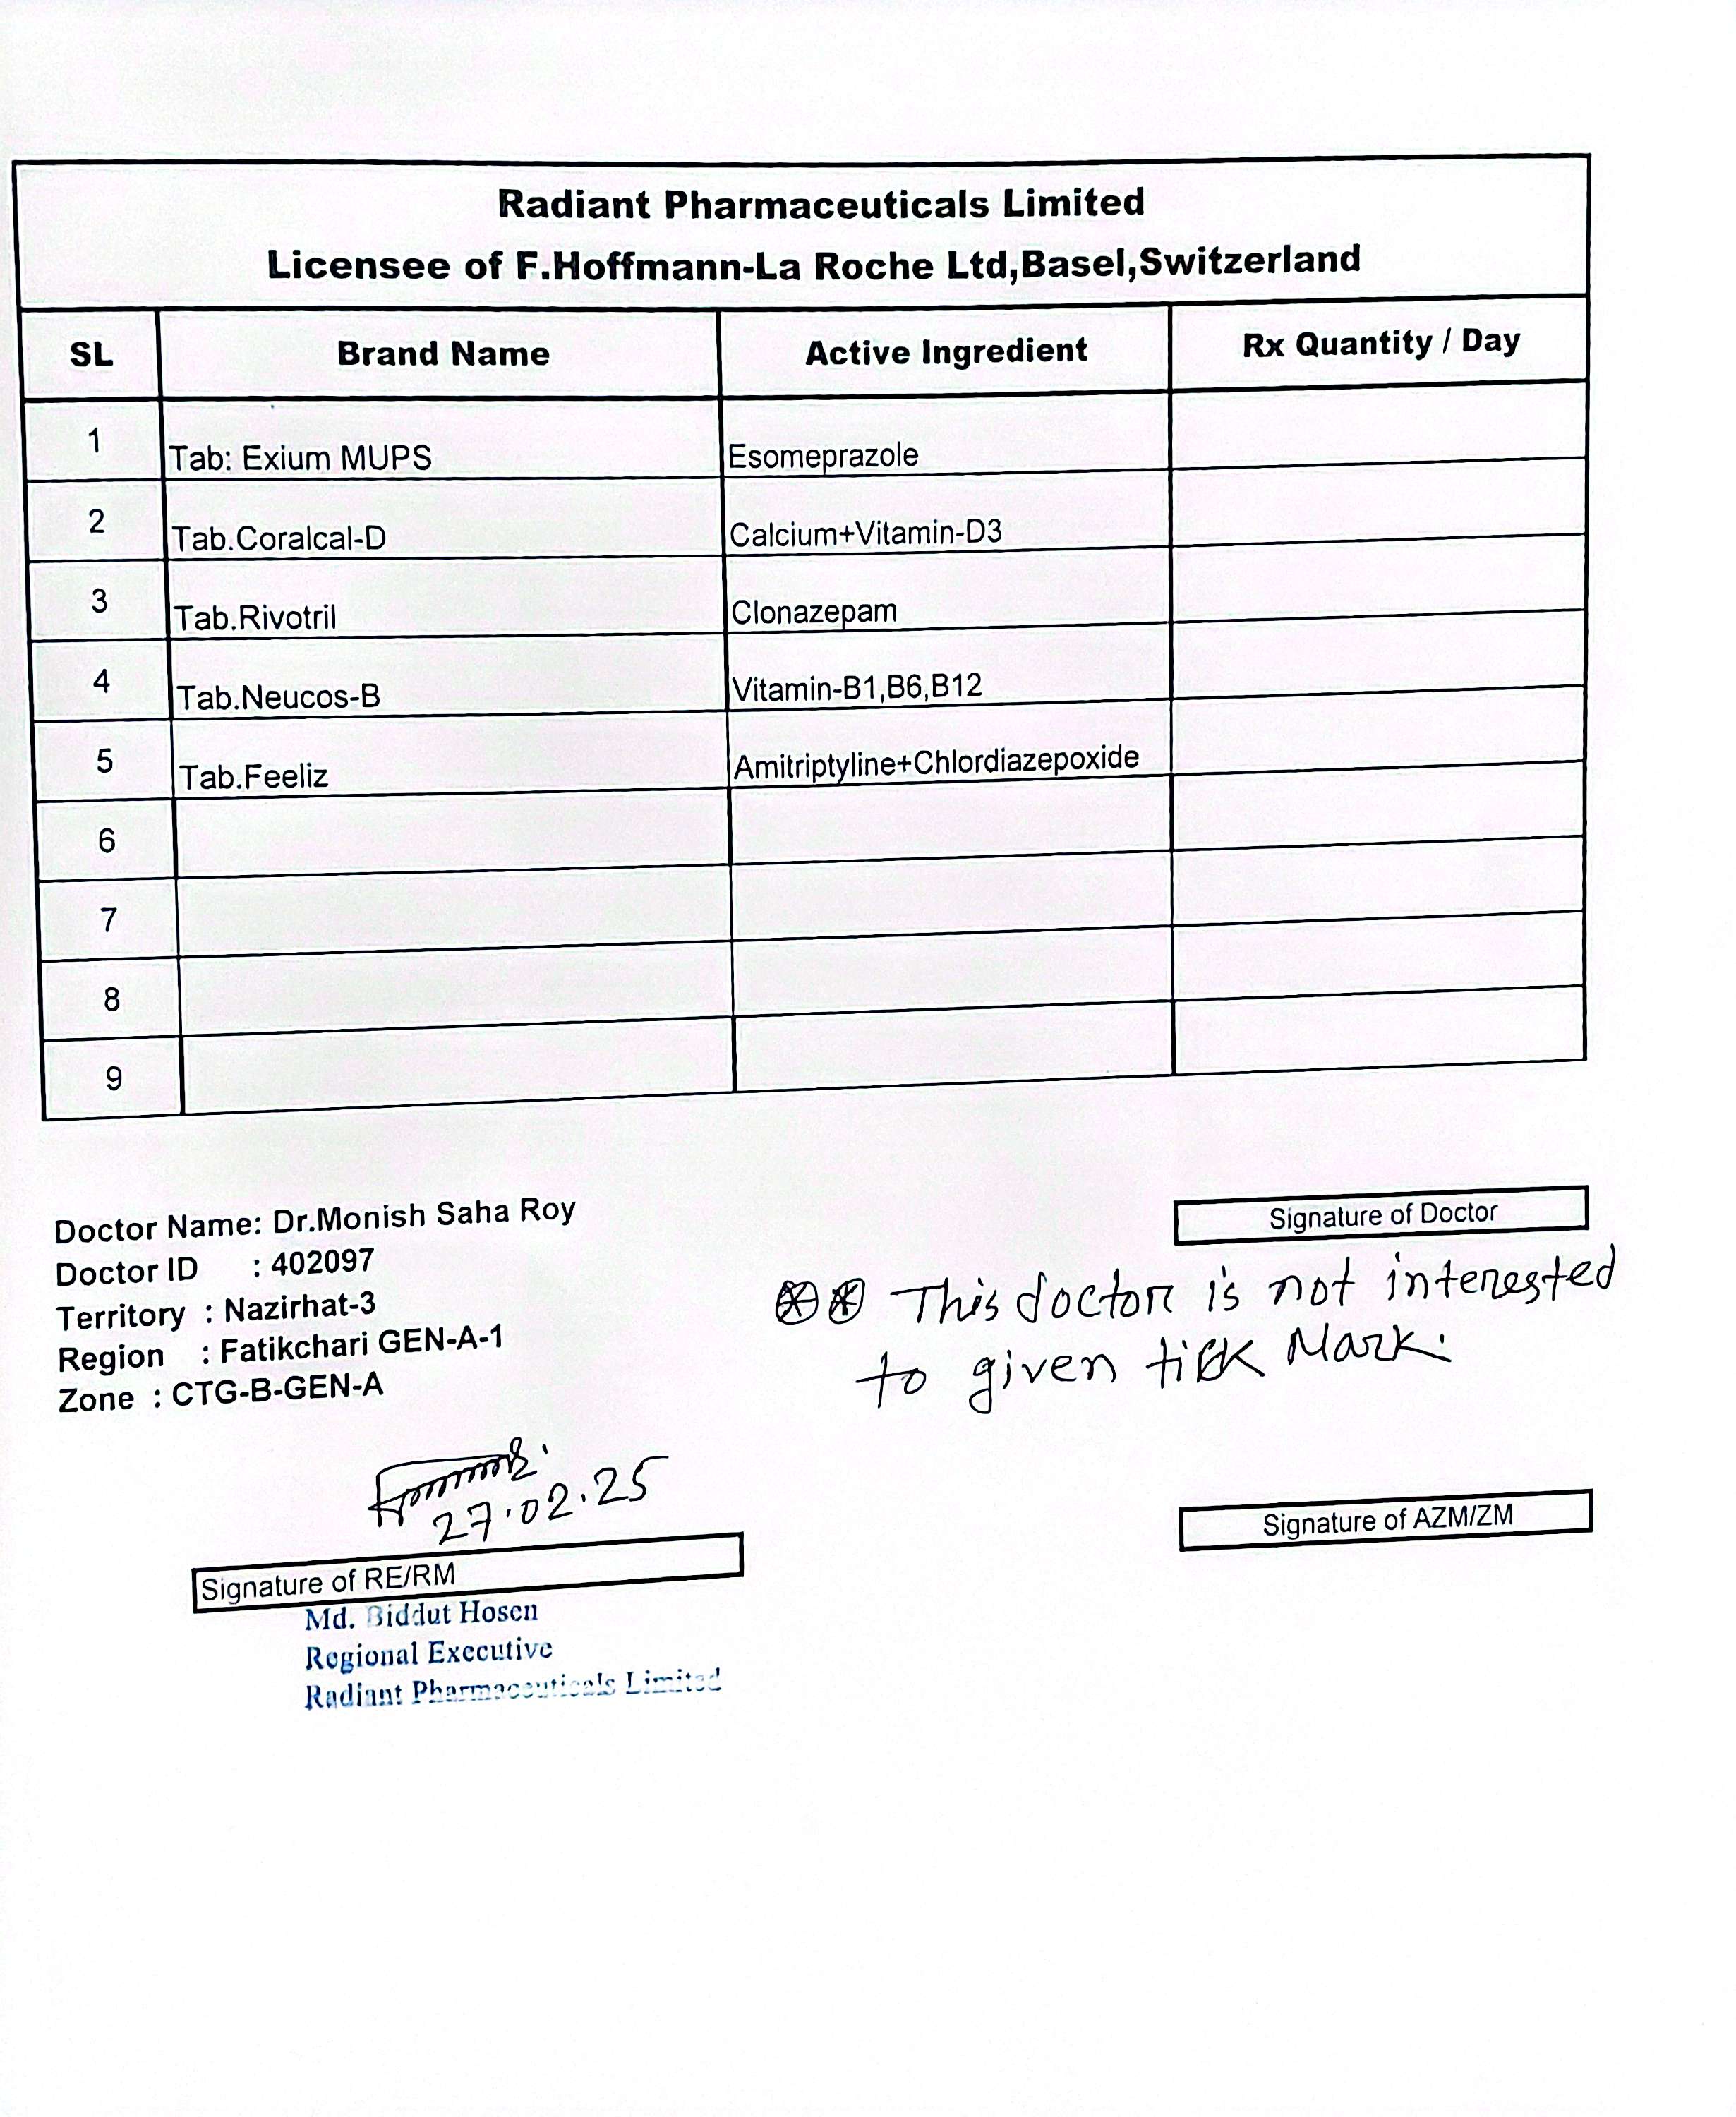 Radiant Pharmaceuticals Limited
Licensee of F.Hoffmann-La Roche Ltd,Basel,Switzerland
SL Brand Name Active Ingredient Rx Quantity / Day
1 Tab: Exium MUPS Esomeprazole
2 Tab.Coralcal-D Calcium+Vitamin-D3
3 Tab.Rivotril Clonazepam
4 Tab.Neucos-B Vitamin-B1,B6,B12
5 Tab.Feeliz Amitriptyline+Chlordiazepoxide
6
7
8
9
Doctor Name: Dr.Monish Saha Roy
Doctor ID : 402097
Territory : Nazirhat-3
Region : Fatikchari GEN-A-1
Zone : CTG-B-GEN-A
Signature of Doctor
This doctor is not interested
to given tick Mark.
27.02.25
Signature of RE/RM
Md. Biddut Hosen
Regional Executive
Radiant Pharmaceuticals Limited
Signature of AZM/ZM